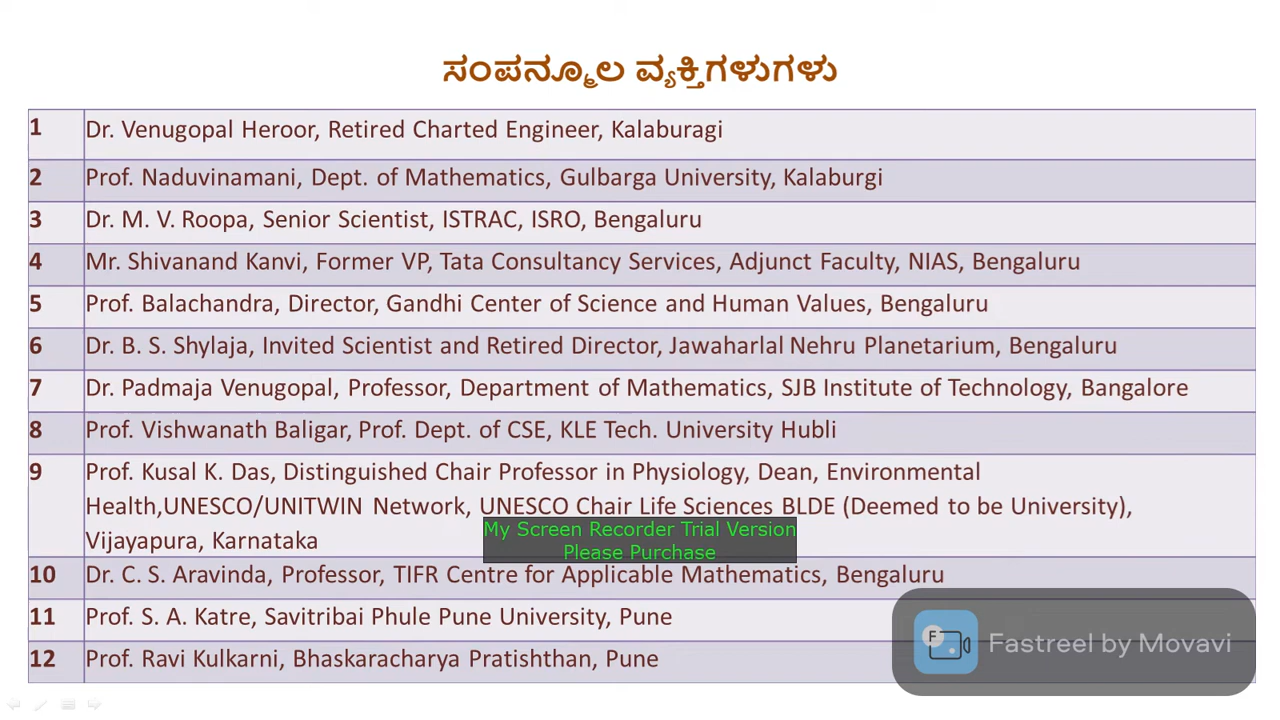 ಸಂಪನ್ಮೂಲ ವ್ಯಕ್ತಿಗಳುಗಳು
1 Dr. Venugopal Heroor, Retired Charted Engineer, Kalaburagi
2 Prof. Naduvinamani, Dept. of Mathematics, Gulbarga University, Kalaburgi
3 Dr. M. V. Roopa, Senior Scientist, ISTRAC, ISRO, Bengaluru
4 Mr. Shivanand Kanvi, Former VP, Tata Consultancy Services, Adjunct Faculty, NIAS, Bengaluru
5 Prof. Balachandra, Director, Gandhi Center of Science and Human Values, Bengaluru
6 Dr. B. S. Shylaja, Invited Scientist and Retired Director, Jawaharlal Nehru Planetarium, Bengaluru
7 Dr. Padmaja Venugopal, Professor, Department of Mathematics, SJB Institute of Technology, Bangalore
8 Prof. Vishwanath Baligar, Prof. Dept. of CSE, KLE Tech. University Hubli
9 Prof. Kusal K. Das, Distinguished Chair Professor in Physiology, Dean, Environmental
Health,UNESCO/UNITWIN Network, UNESCO Chair Life Sciences BLDE (Deemed to be University),
Vijayapura, Karnataka
My Screen Recorder Trial Version
Please Purchase
10 Dr. C. S. Aravinda, Professor, TIFR Centre for Applicable Mathematics, Bengaluru
11 Prof. S. A. Katre, Savitribai Phule Pune University, Pune
12 Prof. Ravi Kulkarni, Bhaskaracharya Pratishthan, Pune
F
Fastreel by Movavi